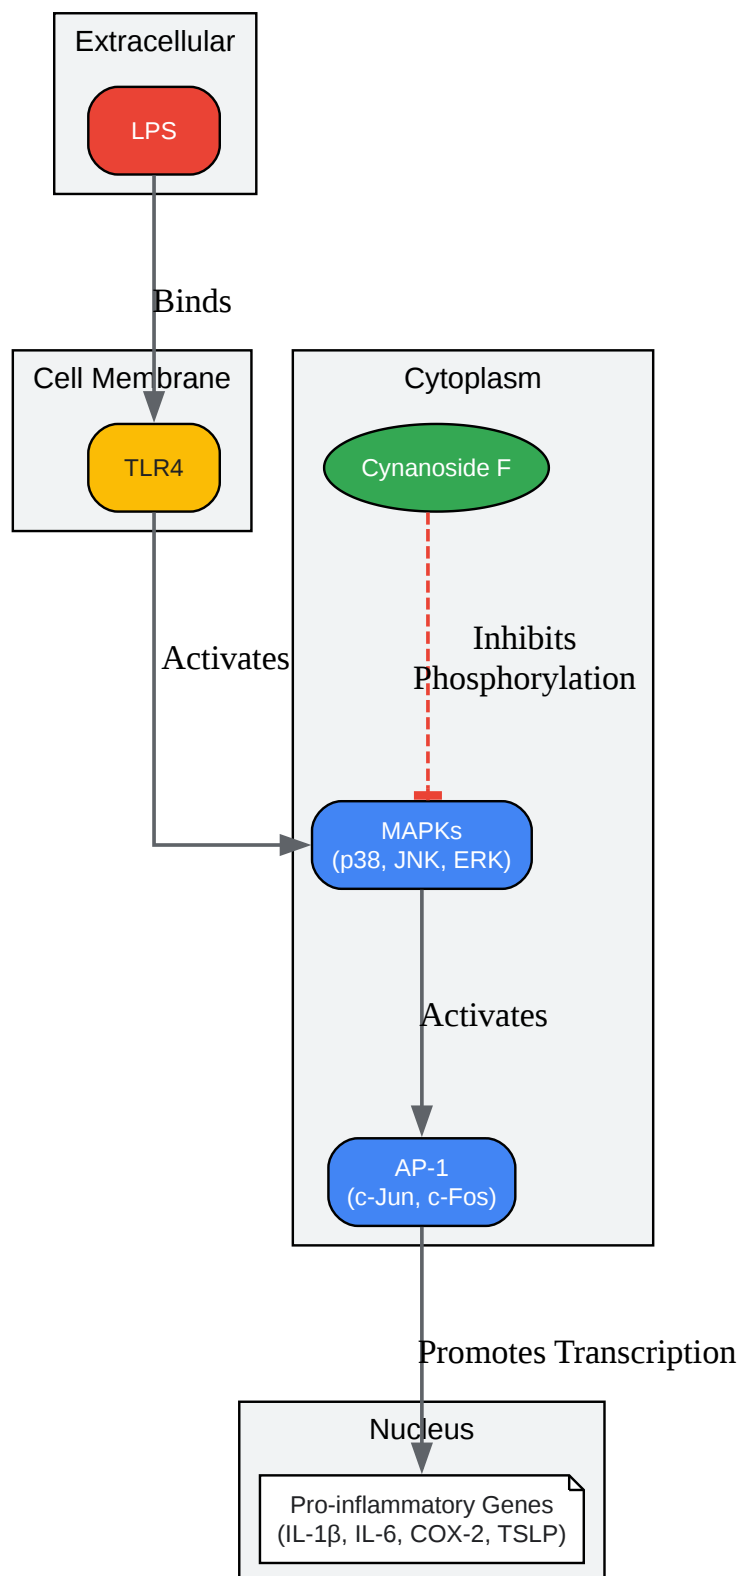 Extracellular
LPS
Binds
Cell Membrane
TLR4
Cytoplasm
Cynanoside F
Activates
Inhibits
Phosphorylation
MAPKs
(p38, JNK, ERK)
Activates
AP-1
(c-Jun, c-Fos)
Promotes Transcription
Nucleus
Pro-inflammatory Genes
(IL-1β, IL-6, COX-2, TSLP)